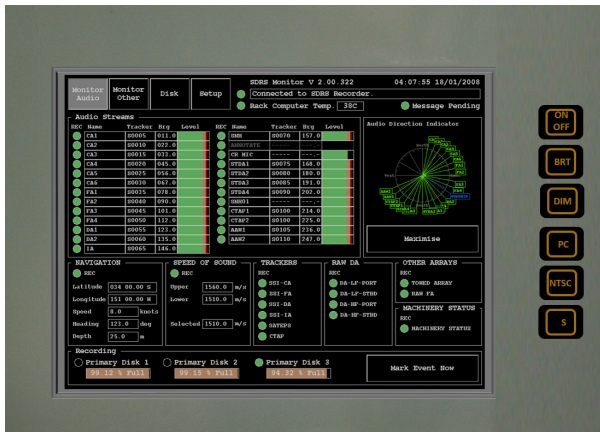 SDRS Monitor V 2.00.322 04:07:55 18/01/2008
Monitor Audio
Monitor Other
Disk
Setup
Connected to SDRS Recorder.
Rack Computer Temp. 38C
Message Pending
Audio Streams
REC Name Tracker Brg Level
CA1 S0005 011.0
CA2 S0010 022.0
CA3 S0015 033.0
CA4 S0020 045.0
CA5 S0025 056.0
CA6 S0030 067.0
FA1 S0035 078.0
FA2 S0040 090.0
FA3 S0045 101.0
FA4 S0050 112.0
DA1 S0055 123.0
DA2 S0060 135.0
IA S0065 146.0
REC Name Tracker Brg Level
SNH S0070 157.0
ANNOTATE ----- ---.-
CR MIC ----- ---.-
STDA1 S0075 168.0
STDA2 S0080 180.0
STDA3 S0085 191.0
STDA4 S0090 202.0
SNH01 ----- ---.-
CTAP1 S0100 214.0
CTAP2 S0100 225.0
AAW1 S0105 236.0
AAW2 S0110 247.0
Audio Direction Indicator
Maximise
NAVIGATION
REC
Latitude 034 00.00 S
Longitude 151 00.00 H
Speed 8.0 knots
Heading 123.0 deg
Depth 25.0 m
SPEED OF SOUND
REC
Upper 1560.0 m/s
Lower 1510.0 m/s
Selected 1510.0 m/s
TRACKERS
REC
SSI-CA
SSI-FA
SSI-DA
SSI-IA
SATEPS
CTAP
RAW DA
REC
DA-LF-PORT
DA-LF-STBD
DA-HF-PORT
DA-HF-STBD
OTHER ARRAYS
REC
TOWED ARRAY
RAW FA
MACHINERY STATUS
REC
MACHINERY STATUS
Recording
Primary Disk 1
99.12 % Full
Primary Disk 2
99.15 % Full
Primary Disk 3
94.32 % Full
Mark Event Now
ON
OFF
BRT
DIM
PC
NTSC
S